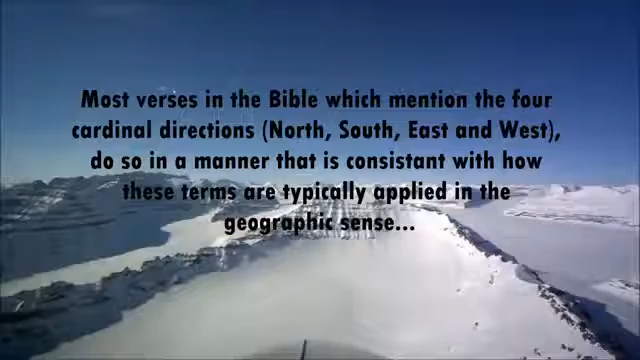 Most verses in the Bible which mention the four
cardinal directions (North, South, East and West),
do so in a manner that is consistant with how
these terms are typically applied in the
geographic sense...